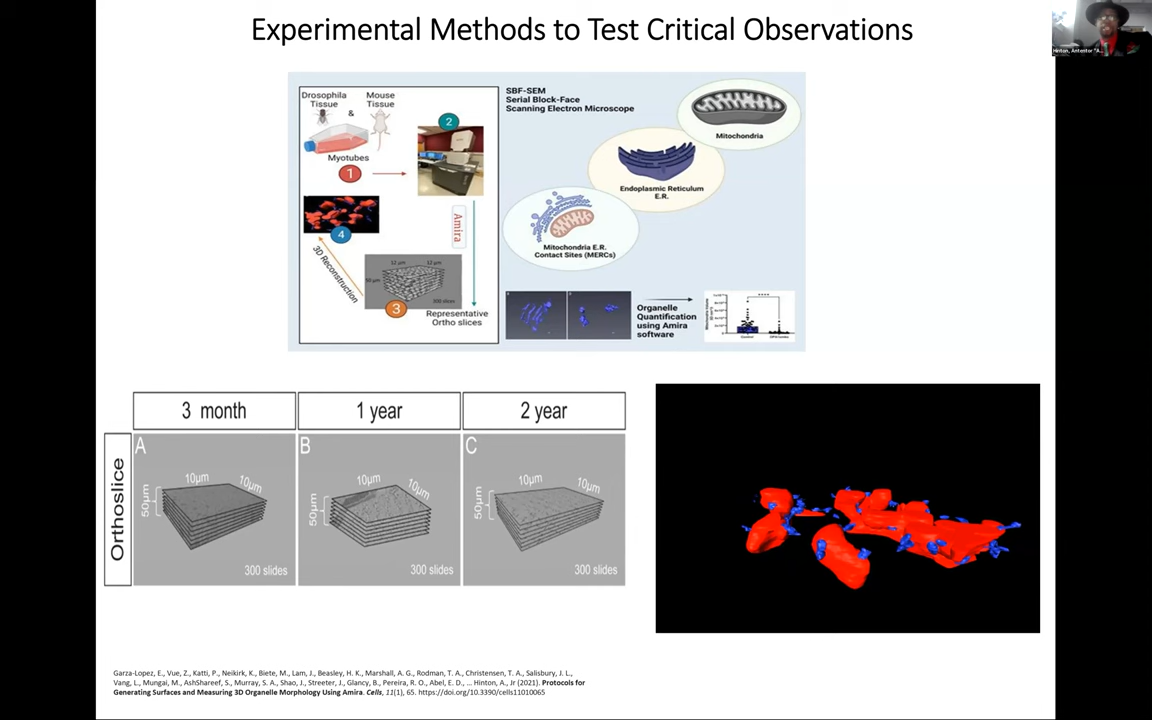 Experimental Methods to Test Critical Observations
Hinton, Antentor "A...
Drosophila
Tissue
&
Mouse
Tissue
Myotubes
1
2
Amira
4
3D Reconstruction
12 µm
12 µm
50 µm
300 slices
3
Representative
Ortho slices
SBF-SEM
Serial Block-Face
Scanning Electron Microscope
Mitochondria
Endoplasmic Reticulum
E.R.
Mitochondria E.R.
Contact Sites (MERCs)
Organelle
Quantification
using Amira
software
****
Control
3 month
1 year
2 year
Orthoslice
A
10µm
10µm
50µm
300 slides
B
10µm
10µm
50µm
300 slides
C
10µm
10µm
50µm
300 slides
Garza-Lopez, E., Vue, Z., Katti, P., Neikirk, K., Biete, M., Lam, J., Beasley, H. K., Marshall, A. G., Rodman, T. A., Christensen, T. A., Salisbury, J. L.,
Vang, L., Mungai, M., AshShareef, S., Murray, S. A., Shao, J., Streeter, J., Glancy, B., Pereira, R. O., Abel, E. D., ... Hinton, A., Jr (2021). Protocols for
Generating Surfaces and Measuring 3D Organelle Morphology Using Amira. Cells, 11(1), 65. https://doi.org/10.3390/cells11010065